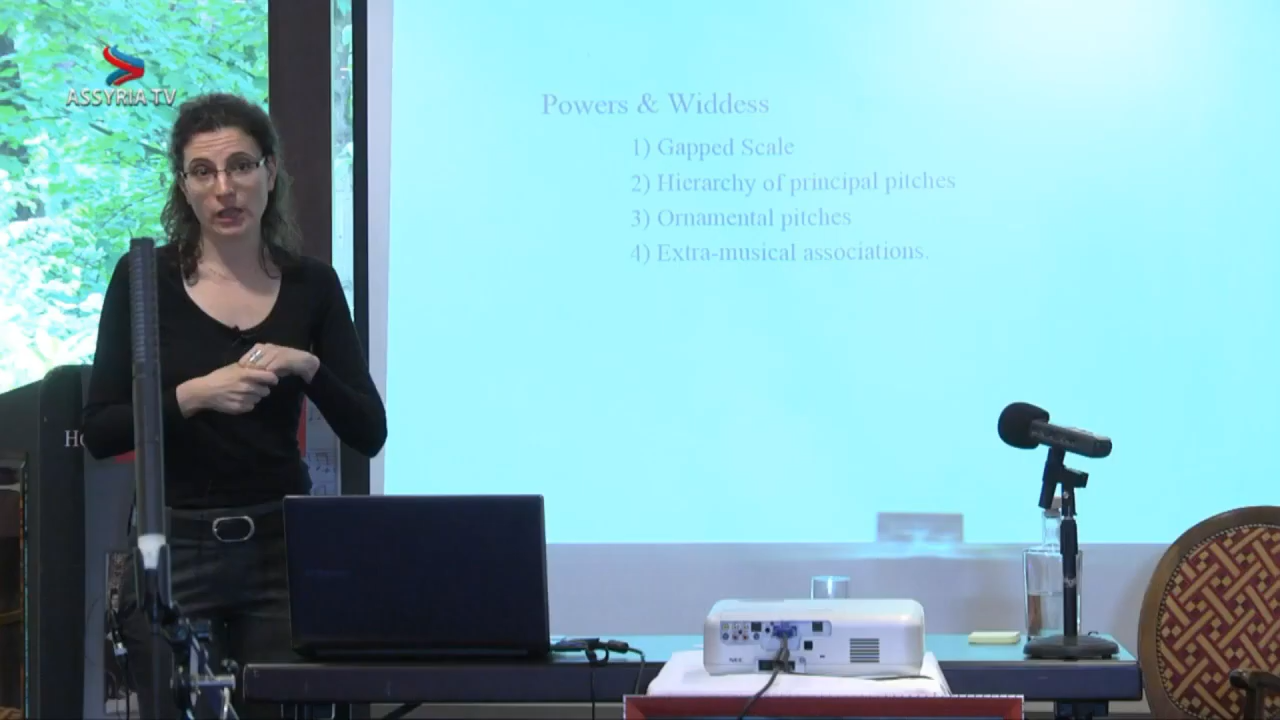 ASSYRIA TV
Powers & Widdess
1) Gapped Scale
2) Hierarchy of principal pitches
3) Ornamental pitches
4) Extra-musical associations.
NEC